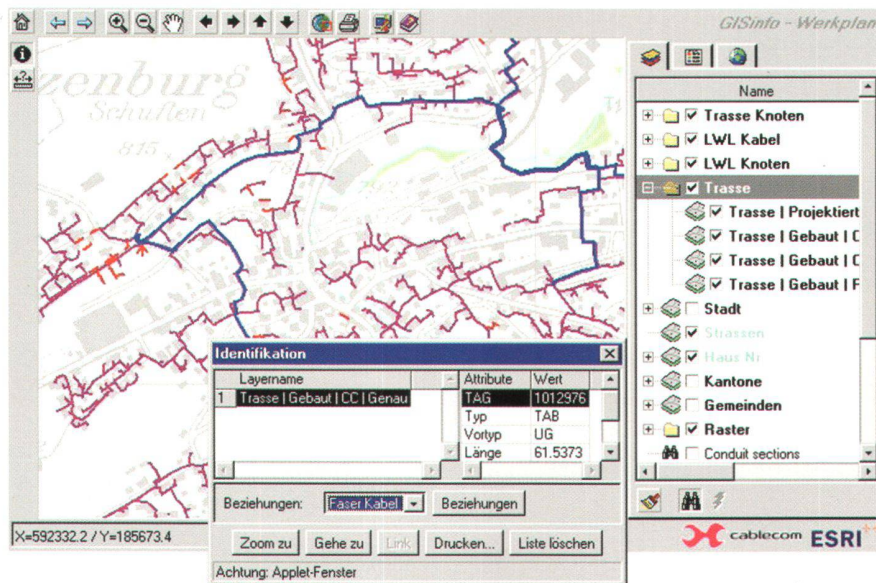 GISinfo - Werkplan
zenburg
Schuften
815
Name
Trasse Knoten
LWL Kabel
LWL Knoten
Trasse
Trasse | Projektiert
Trasse | Gebaut | C
Trasse | Gebaut | C
Trasse | Gebaut | F
Stadt
Strassen
Haus Nr
Kantone
Gemeinden
Raster
Conduit sections
Identifikation
Layername
1 Trasse | Gebaut | CC | Genau
Attribute Wert
TAG 1012976
Typ TAB
Vortyp UG
Länge 61.5373
Beziehungen: Faser Kabel Beziehungen
Zoom zu Gehe zu Link Drucken... Liste löschen
Achtung: Applet-Fenster
X=592332.2 / Y=185673.4
cablecom ESRI